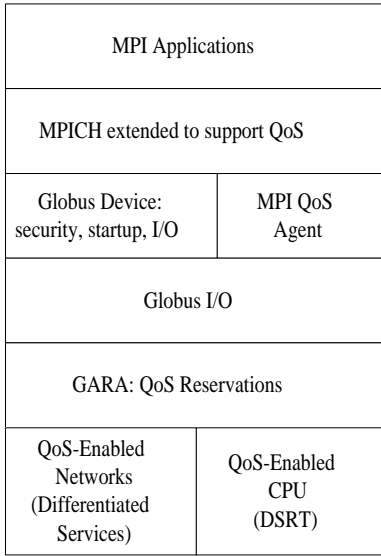 MPI Applications
MPICH extended to support QoS
Globus Device:
security, startup, I/O
MPI QoS
Agent
Globus I/O
GARA: QoS Reservations
QoS-Enabled
Networks
(Differentiated
Services)
QoS-Enabled
CPU
(DSRT)